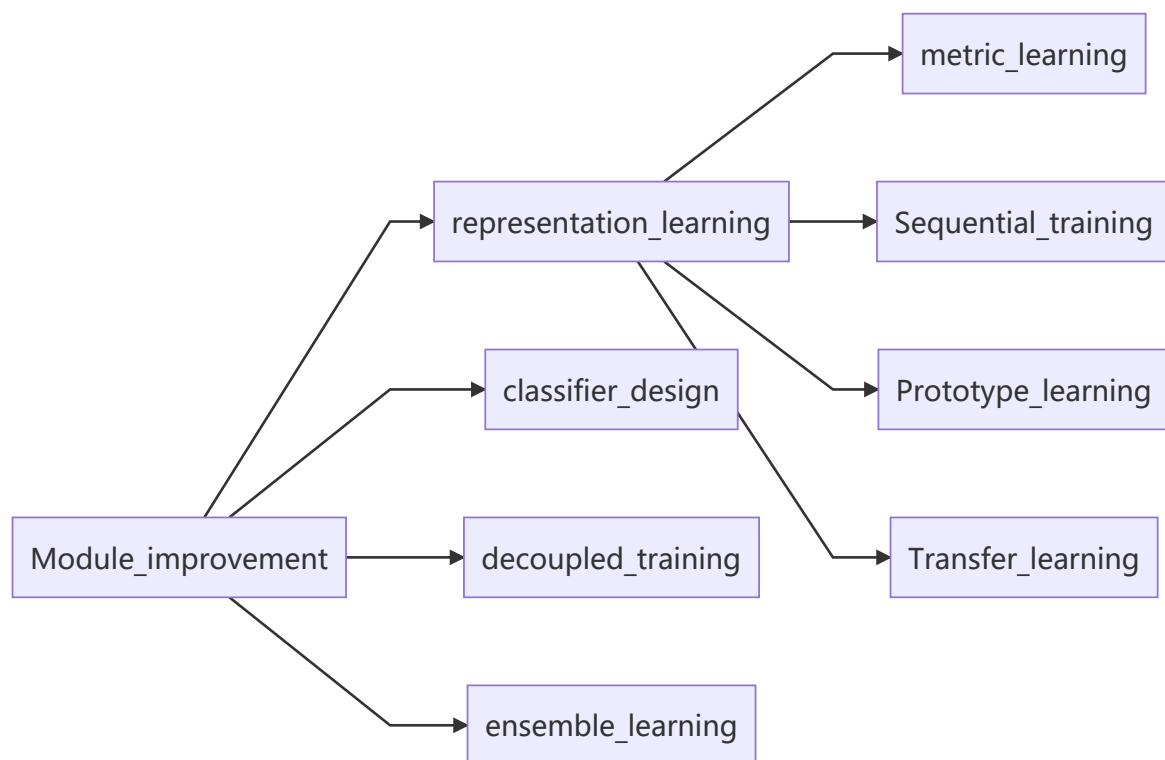 metric_learning
representation_learning
Sequential_training
classifier_design
Prototype_learning
Module_improvement
decoupled_training
Transfer_learning
ensemble_learning